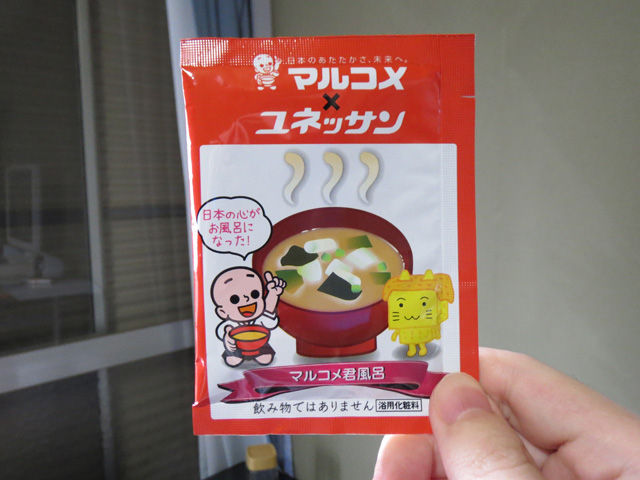 日本のあたたかさ、未来へ。
マルコメ
×
ユネッサン
日本の心が
お風呂に
なった!
マルコメ君風呂
飲み物ではありません 浴用化粧料